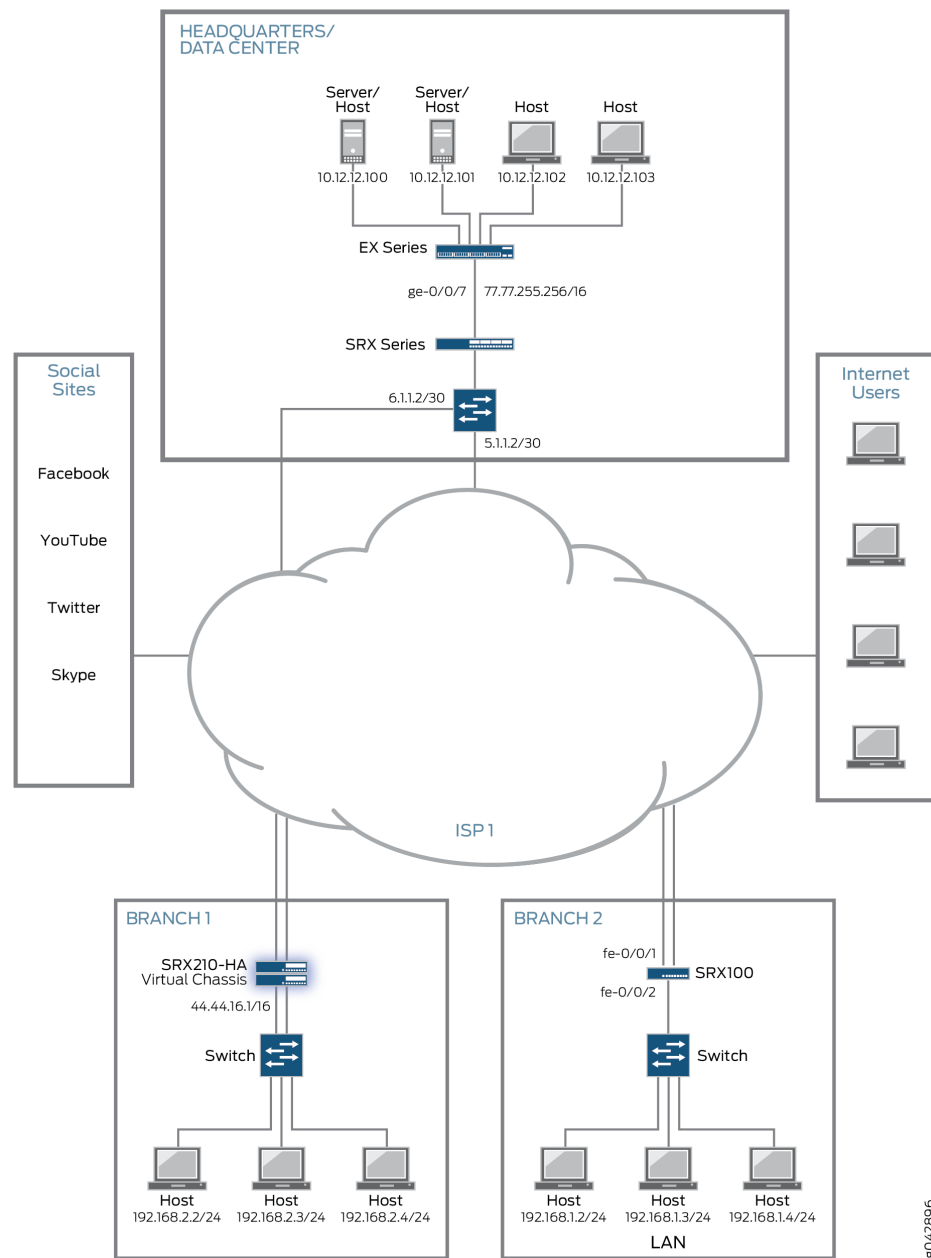 HEADQUARTERS/
DATA CENTER
Server/
Host
Server/
Host
Host
Host
10.12.12.100
10.12.12.101
10.12.12.102
10.12.12.103
EX Series
ge-0/0/7
77.77.255.256/16
SRX Series
6.1.1.2/30
5.1.1.2/30
Social
Sites
Facebook
YouTube
Twitter
Skype
Internet
Users
ISP 1
BRANCH 1
SRX210-HA
Virtual Chassis
44.44.16.1/16
Switch
Host
192.168.2.2/24
Host
192.168.2.3/24
Host
192.168.2.4/24
BRANCH 2
fe-0/0/1
SRX100
fe-0/0/2
Switch
Host
192.168.1.2/24
Host
192.168.1.3/24
Host
192.168.1.4/24
LAN
g042896